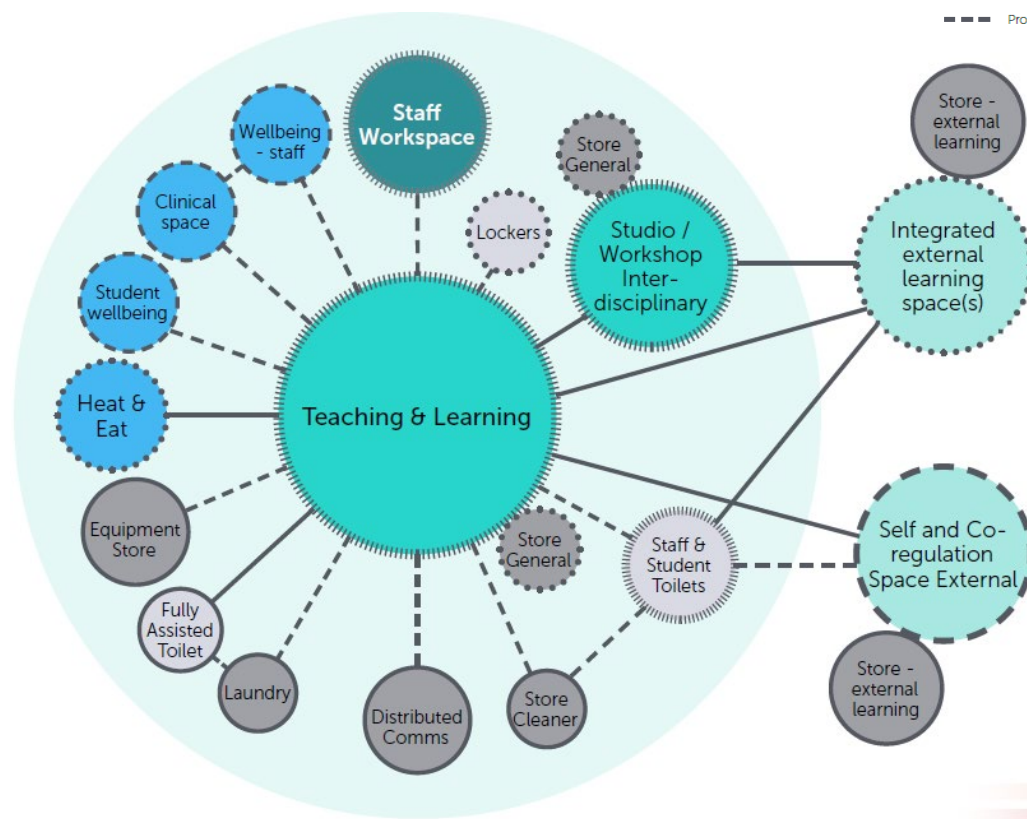 Pro
Store -
external
learning
Staff
Workspace
Wellbeing
- staff
Store
General
Clinical
space
Lockers
Studio /
Workshop
Inter-
disciplinary
Integrated
external
learning
space(s)
Student
wellbeing
Heat &
Eat
Teaching & Learning
Equipment
Store
Store
General
Staff &
Student
Toilets
Self and Co-
regulation
Space External
Fully
Assisted
Toilet
Laundry
Distributed
Comms
Store
Cleaner
Store -
external
learning